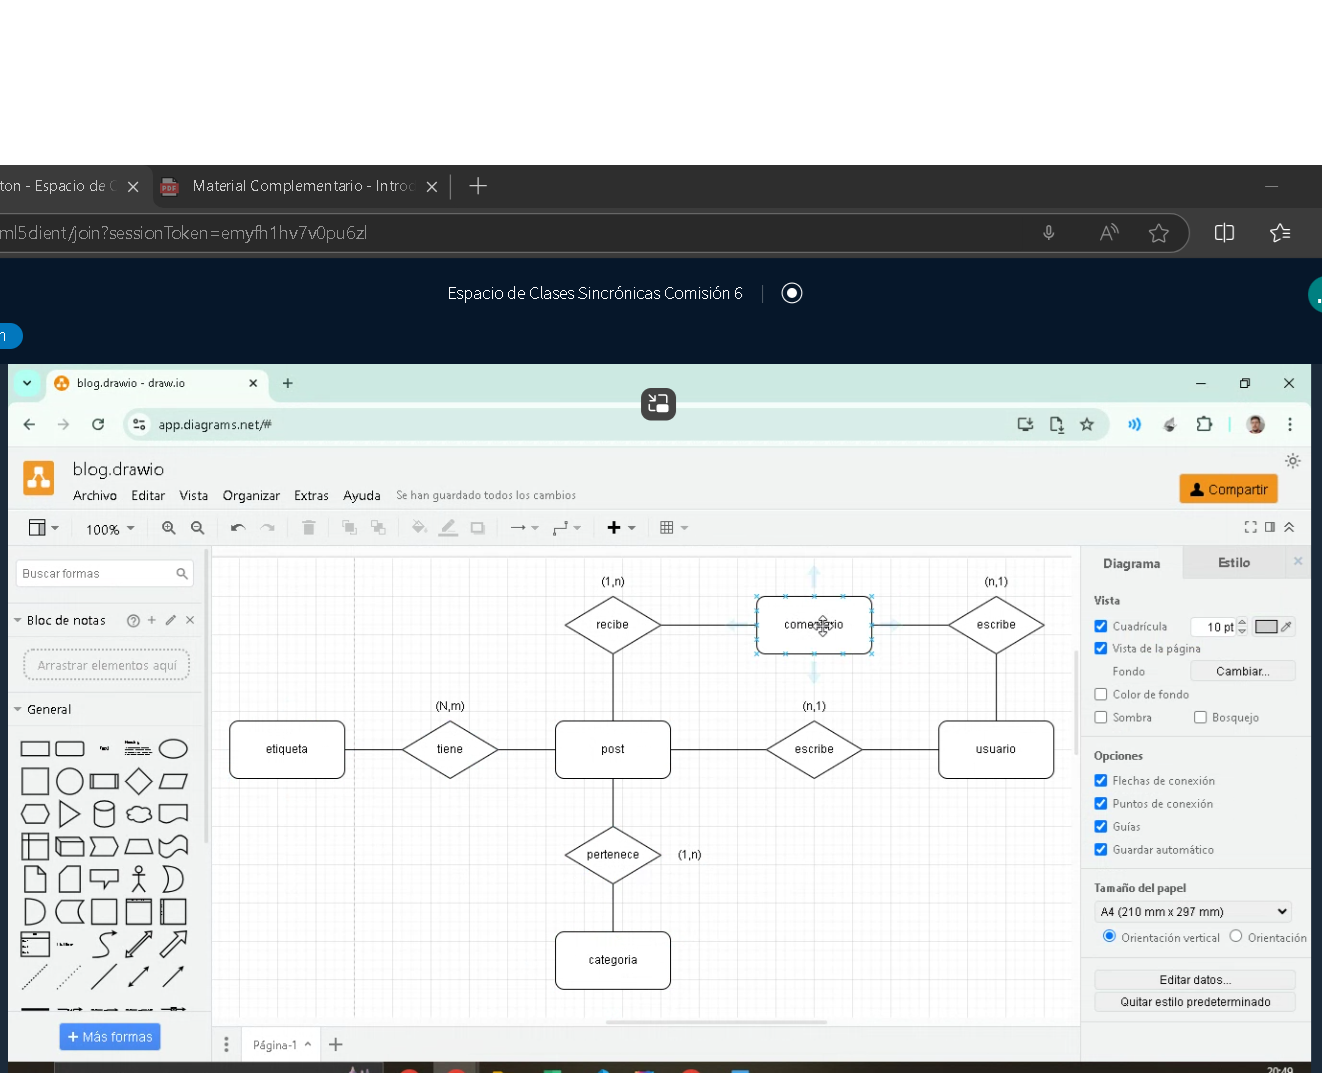 ton - Espacio de C
Material Complementario - Introc
ml5client/join?sessionToken=emyfh1hv7v0pu6zl
Espacio de Clases Sincrónicas Comisión 6
n
blog.drawio - draw.io
app.diagrams.net/#
blog.drawio
Archivo Editar Vista Organizar Extras Ayuda Se han guardado todos los cambios
Compartir
100%
Buscar formas
Bloc de notas
Arrastrar elementos aquí
General
Más formas
(1,n)
(n,1)
recibe
escribe
(N,m)
(n,1)
etiqueta
tiene
post
escribe
usuario
pertenece
(1,n)
categoria
Página-1
Diagrama
Estilo
Vista
Cuadrícula
10 pt
Vista de la página
Fondo
Cambiar...
Color de fondo
Sombra
Bosquejo
Opciones
Flechas de conexión
Puntos de conexión
Guías
Guardar automático
Tamaño del papel
A4 (210 mm x 297 mm)
Orientación vertical
Orientación
Editar datos...
Quitar estilo predeterminado
20:49